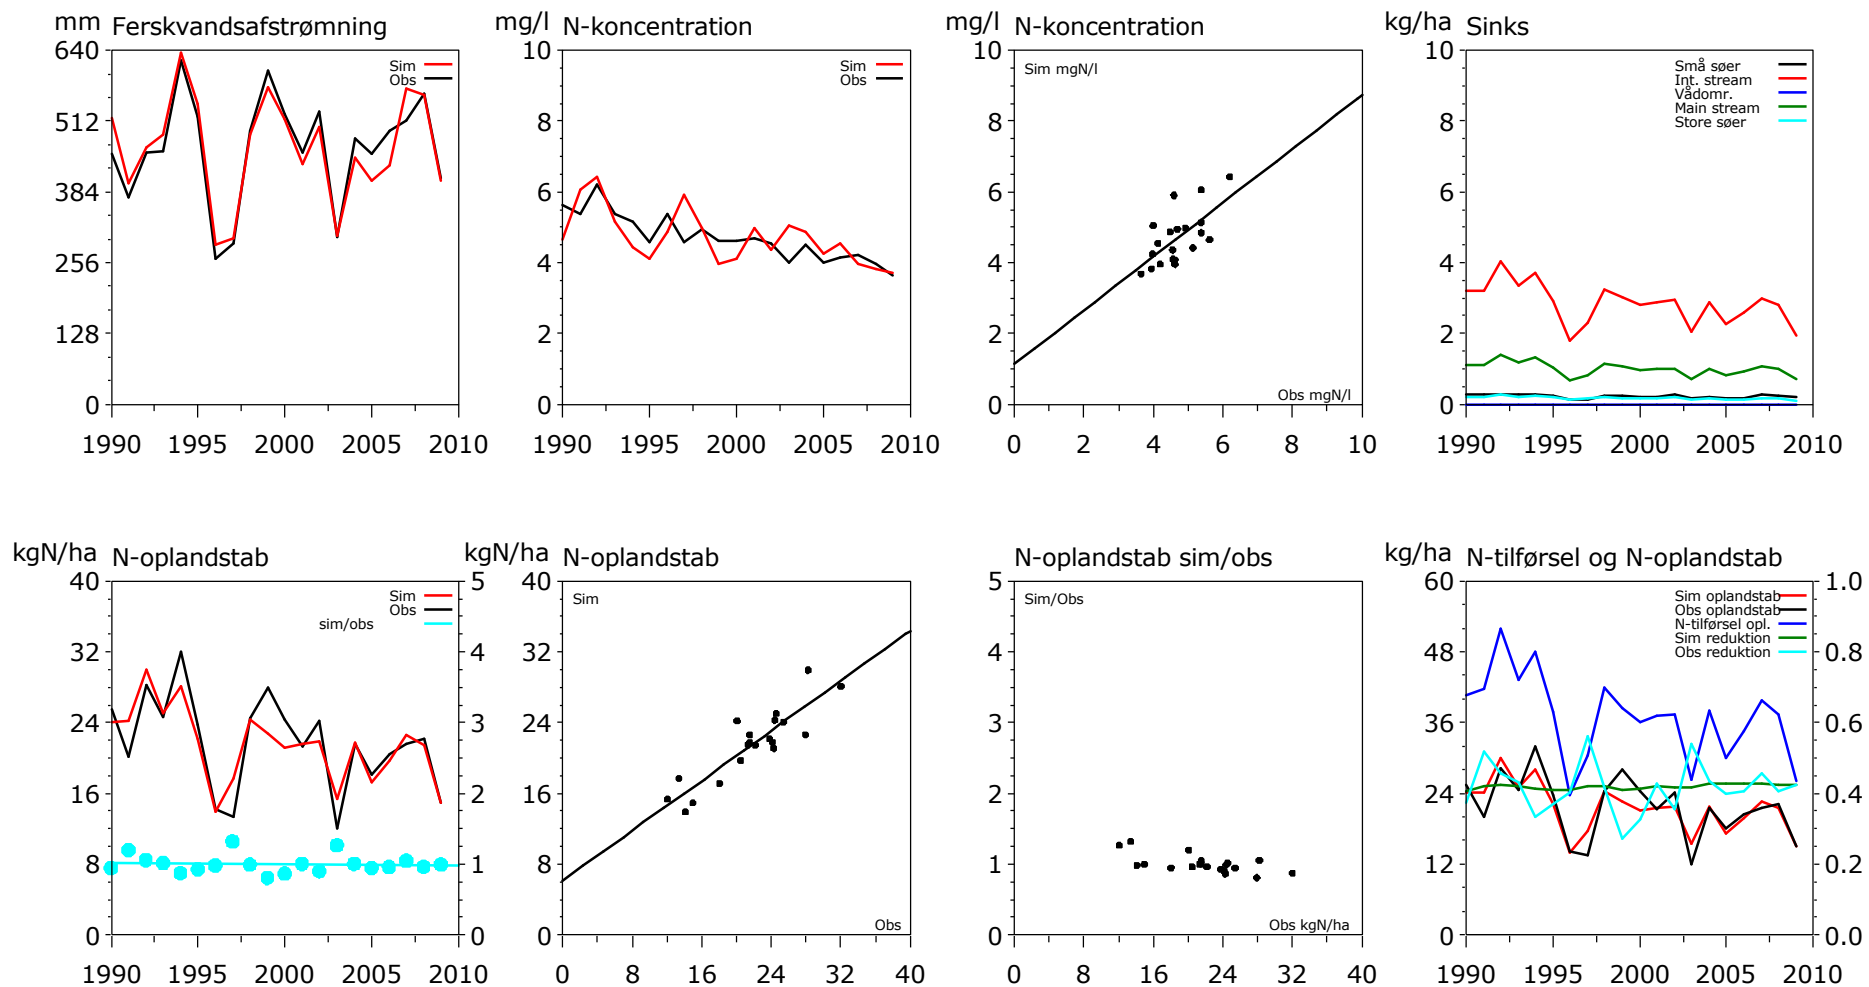 mm Ferskvandsafstrømning
640
512
384
256
128
0
Sim
Obs
1990 1995 2000 2005 2010
mg/l N-koncentration
10
8
6
4
2
0
Sim
Obs
1990 1995 2000 2005 2010
mg/l N-koncentration
10
8
6
4
2
0
Sim mgN/l
Obs mgN/l
0 2 4 6 8 10
kg/ha Sinks
10
8
6
4
2
0
Små søer
Int. stream
Vådomr.
Main stream
Store søer
1990 1995 2000 2005 2010
kgN/ha N-oplandstab
40
32
24
16
8
0
Sim
Obs
sim/obs
5
4
3
2
1
0
1990 1995 2000 2005 2010
kgN/ha N-oplandstab
40
32
24
16
8
0
Sim
Obs
0 8 16 24 32 40
N-oplandstab sim/obs
5
4
3
2
1
0
Sim/Obs
Obs kgN/ha
0 8 16 24 32 40
kg/ha N-tilførsel og N-oplandstab
60
48
36
24
12
0
Sim oplandstab
Obs oplandstab
N-tilførsel opl.
Sim reduktion
Obs reduktion
1.0
0.8
0.6
0.4
0.2
0.0
1990 1995 2000 2005 2010